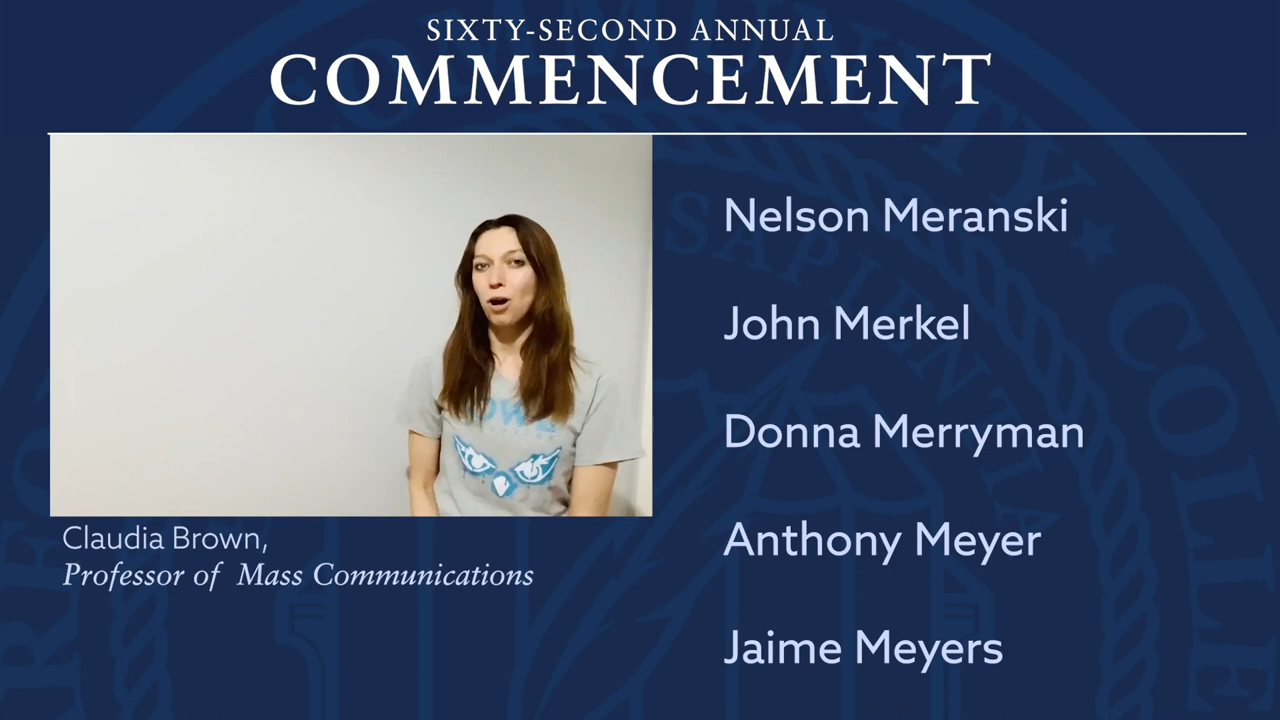 SIXTY-SECOND ANNUAL
COMMENCEMENT
Nelson Meranski
John Merkel
Donna Merryman
Anthony Meyer
Jaime Meyers
Claudia Brown,
Professor of Mass Communications